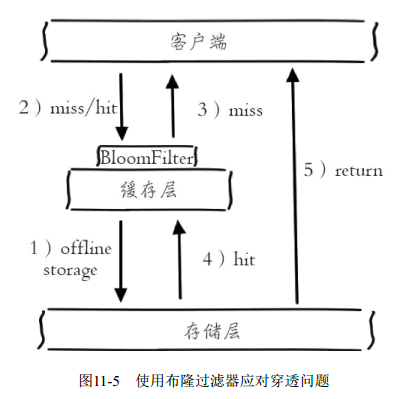 客户端
2）miss/hit
3）miss
BloomFilter
5）return
缓存层
1）offline
storage
4）hit
存储层
图11-5 使用布隆过滤器应对穿透问题